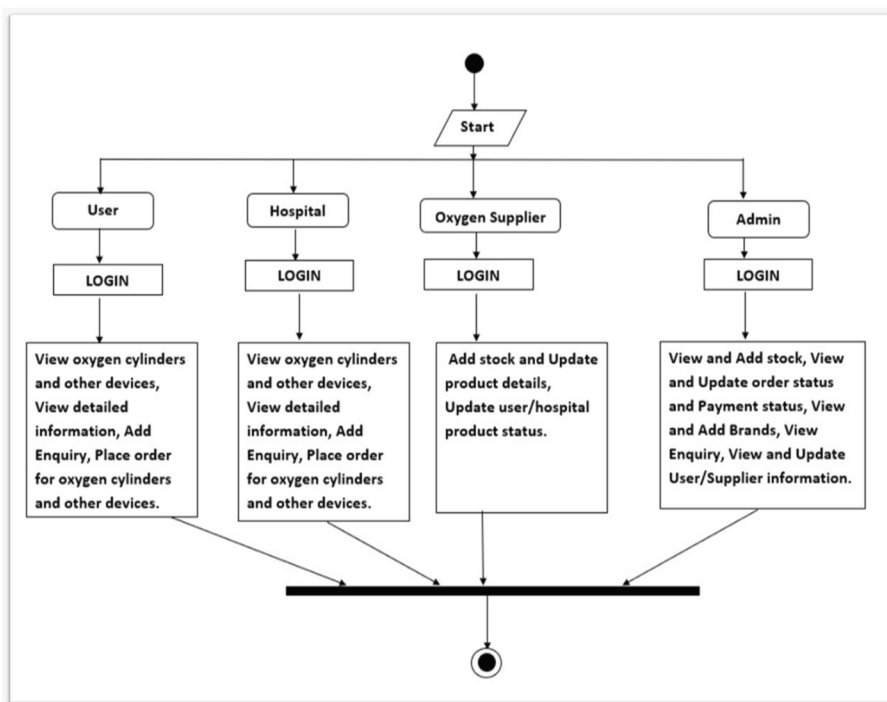 Start
User
Hospital
Oxygen Supplier
Admin
LOGIN
LOGIN
LOGIN
LOGIN
View oxygen cylinders
and other devices,
View detailed
information, Add
Enquiry, Place order
for oxygen cylinders
and other devices.
View oxygen cylinders
and other devices,
View detailed
information, Add
Enquiry, Place order
for oxygen cylinders
and other devices.
Add stock and Update
product details,
Update user/hospital
product status.
View and Add stock, View
and Update order status
and Payment status, View
and Add Brands, View
Enquiry, View and Update
User/Supplier information.